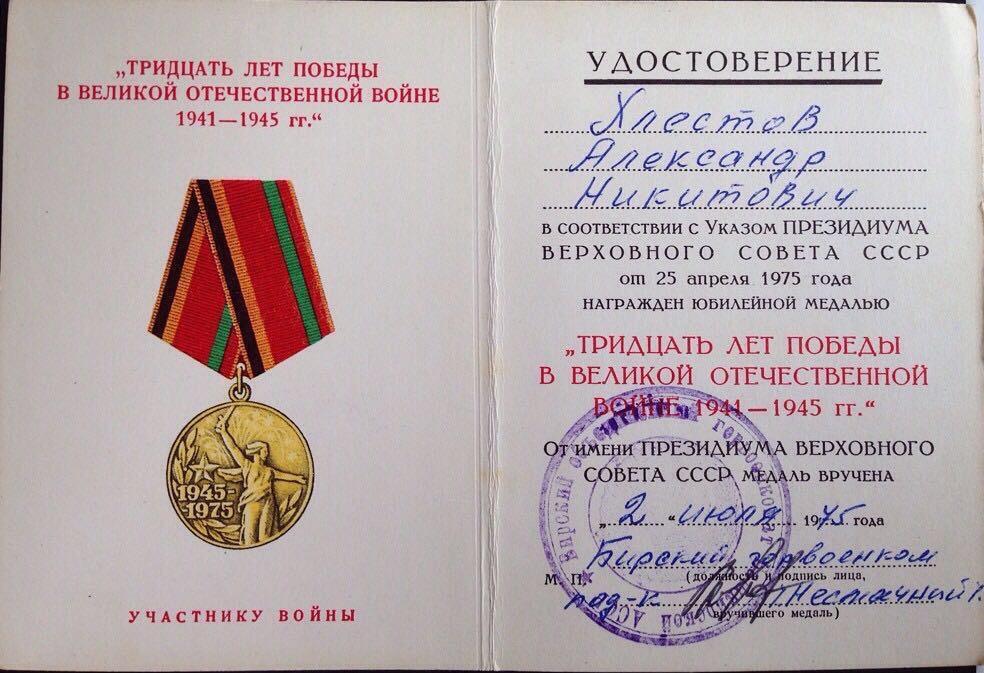 „ТРИДЦАТЬ ЛЕТ ПОБЕДЫ
В ВЕЛИКОЙ ОТЕЧЕСТВЕННОЙ ВОЙНЕ
1941—1945 гг.“
1945-
-1975
УЧАСТНИКУ ВОЙНЫ
УДОСТОВЕРЕНИЕ
Хлестов
Александр
Никитович
В СООТВЕТСТВИИ С УКАЗОМ ПРЕЗИДИУМА
ВЕРХОВНОГО СОВЕТА СССР
от 25 апреля 1975 года
НАГРАЖДЕН ЮБИЛЕЙНОЙ МЕДАЛЬЮ
„ТРИДЦАТЬ ЛЕТ ПОБЕДЫ
В ВЕЛИКОЙ ОТЕЧЕСТВЕННОЙ
ВОЙНЕ 1941—1945 гг.“
ОТ ИМЕНИ ПРЕЗИДИУМА ВЕРХОВНОГО
СОВЕТА СССР МЕДАЛЬ ВРУЧЕНА
„2“ июля 1975 года
Бирский горвоенком
М. П. (должность и подпись лица,
под-к
вручившего медаль)
Бирский
АССР